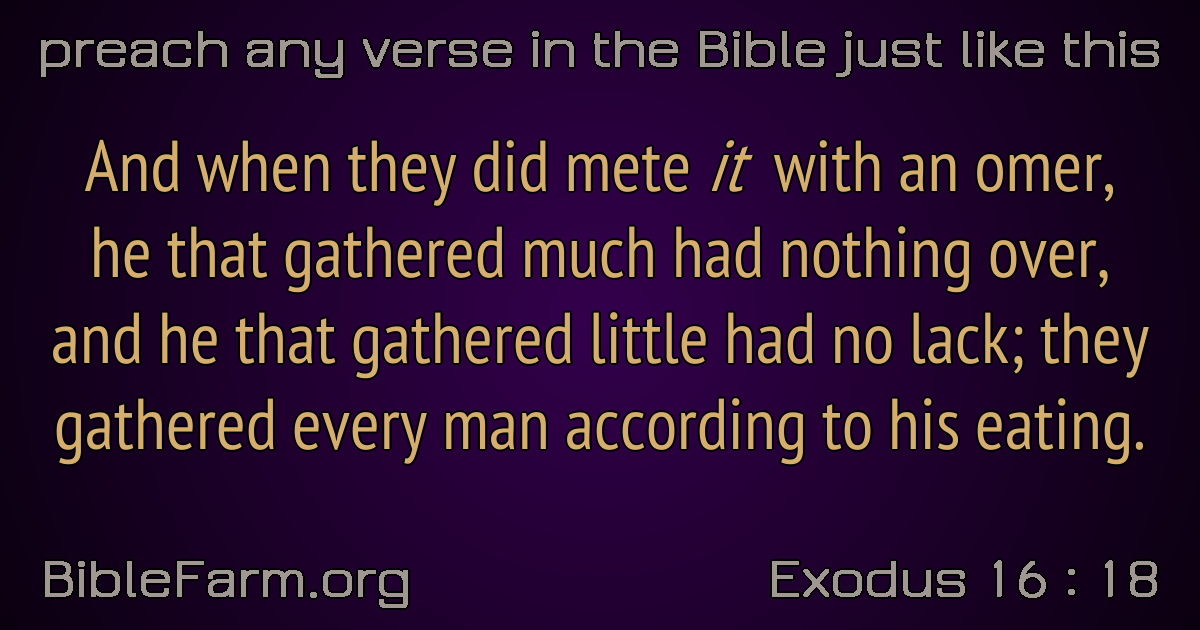 preach any verse in the Bible just like this
And when they did mete it with an omer,
he that gathered much had nothing over,
and he that gathered little had no lack; they
gathered every man according to his eating.
BibleFarm.org
Exodus 16 : 18